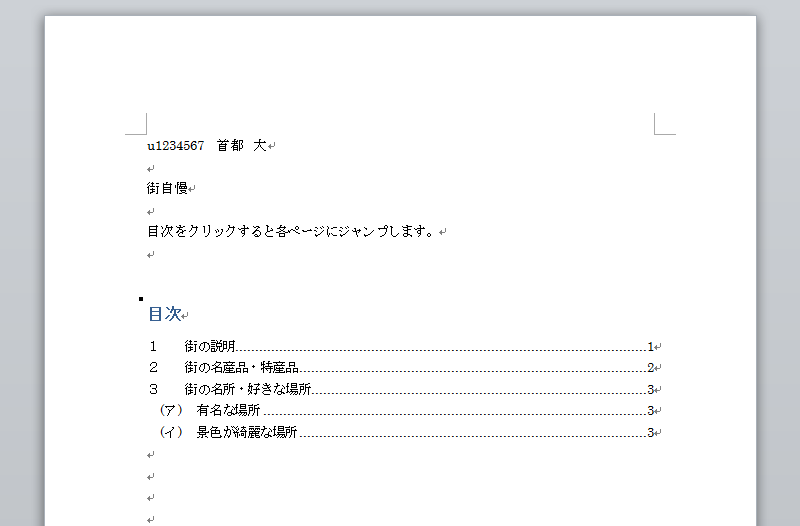 u1234567　首都　大
街自慢
目次をクリックすると各ページにジャンプします。
目次
1　街の説明 1
2　街の名産品・特産品 2
3　街の名所・好きな場所 3
(ア)　有名な場所 3
(イ)　景色が綺麗な場所 3